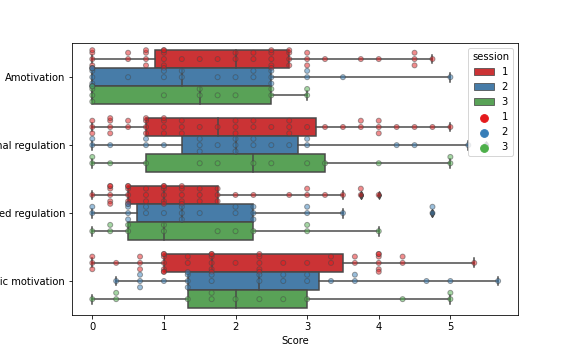 session
1
2
3
1
2
3
Amotivation
nal regulation
ed regulation
ic motivation
0 1 2 3 4 5
Score